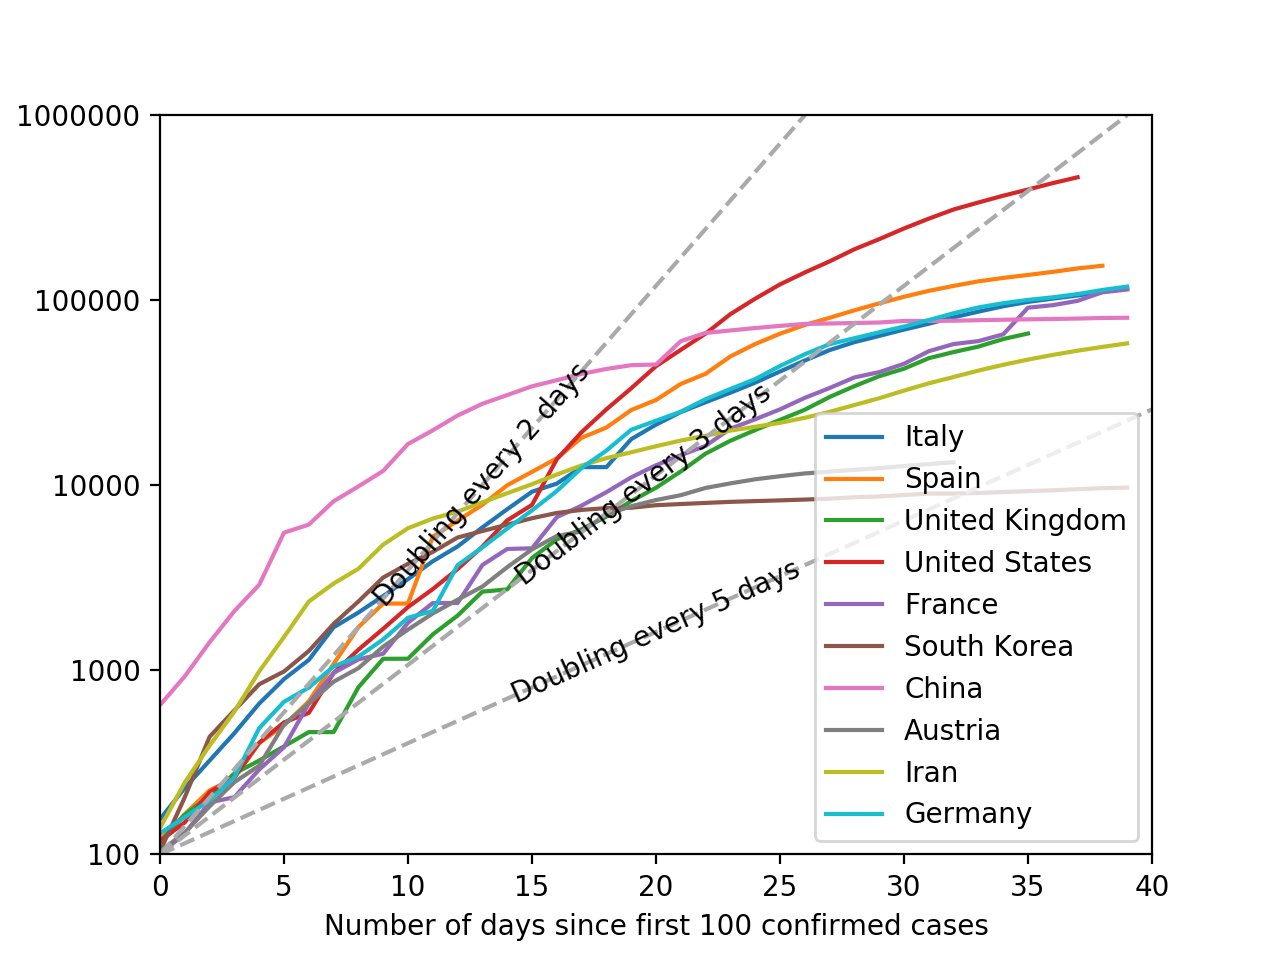 1000000
100000
10000
1000
100
0 5 10 15 20 25 30 35 40
Number of days since first 100 confirmed cases
Doubling every 2 days
Doubling every 3 days
Doubling every 5 days
Italy
Spain
United Kingdom
United States
France
South Korea
China
Austria
Iran
Germany